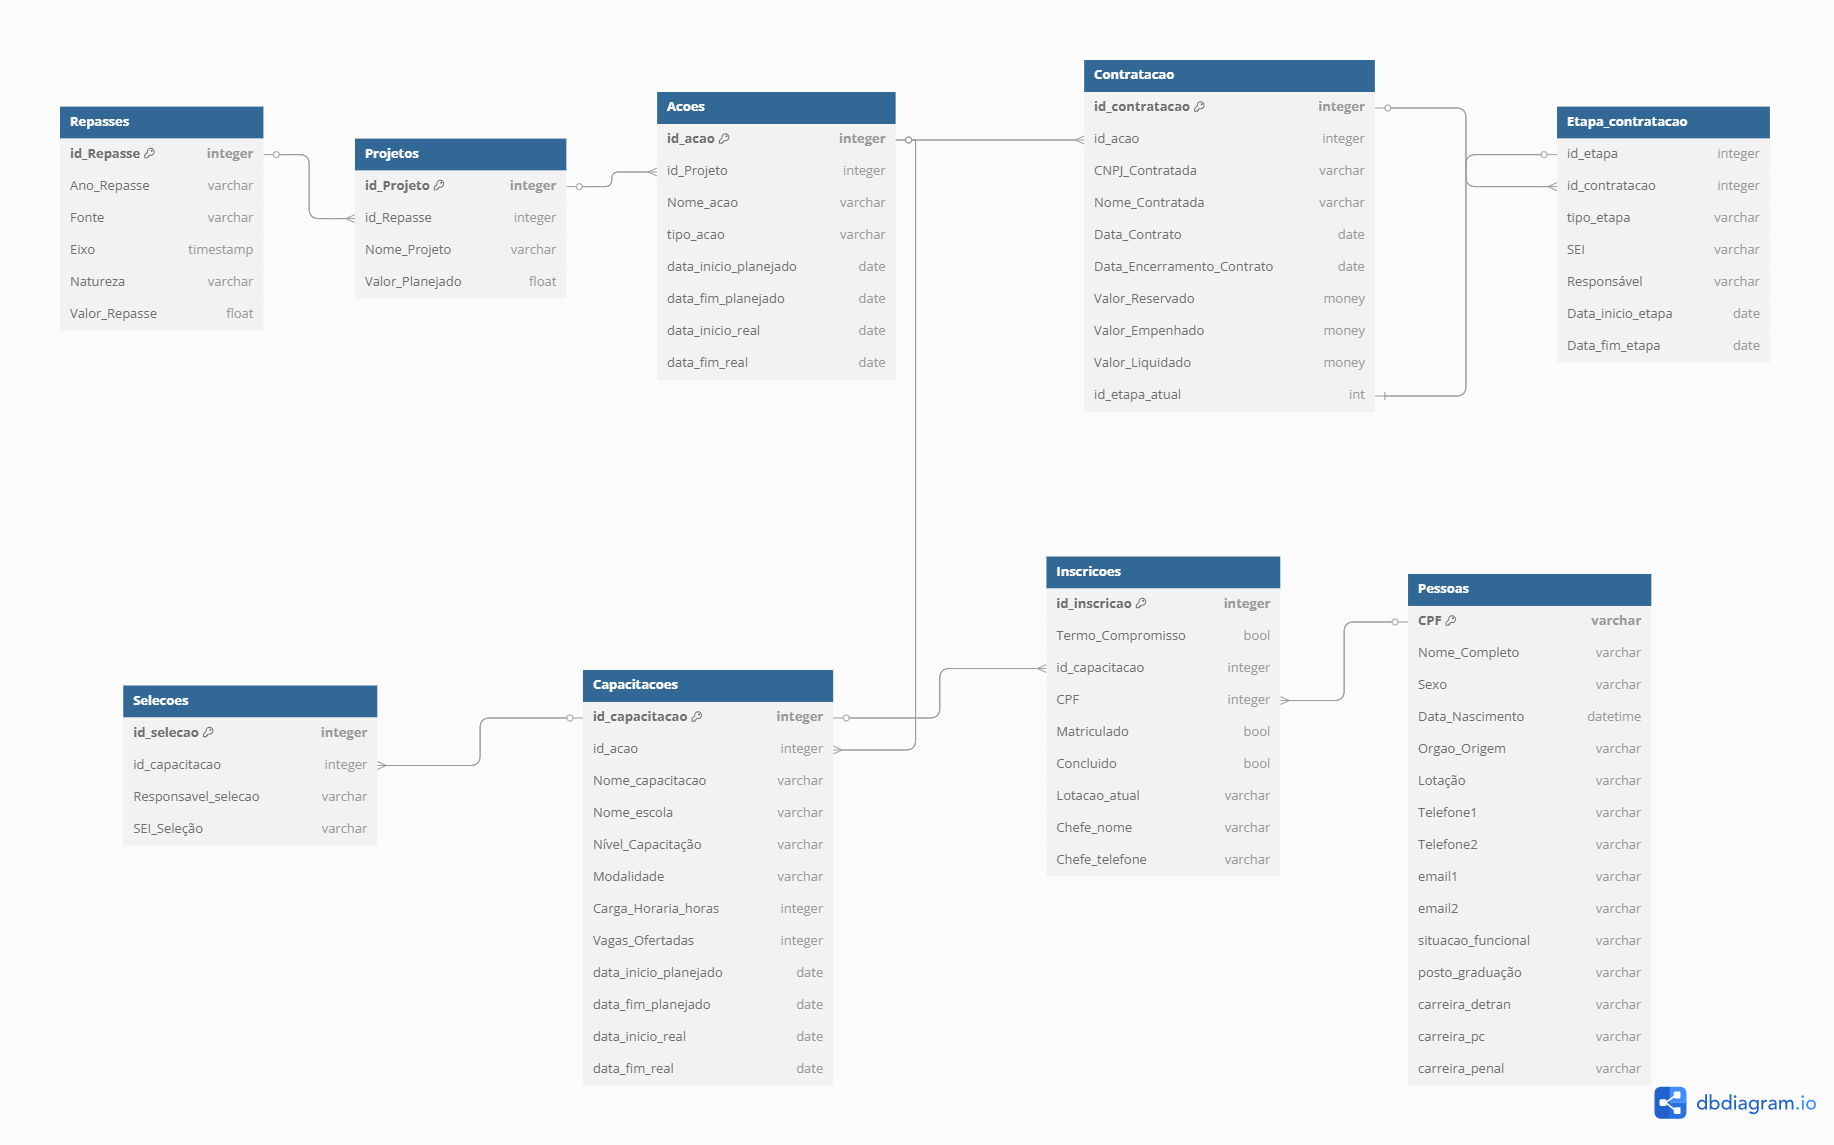 Repasses
id_Repasse integer
Ano_Repasse varchar
Fonte varchar
Eixo timestamp
Natureza varchar
Valor_Repasse float
Projetos
id_Projeto integer
id_Repasse integer
Nome_Projeto varchar
Valor_Planejado float
Acoes
id_acao integer
id_Projeto integer
Nome_acao varchar
tipo_acao varchar
data_inicio_planejado date
data_fim_planejado date
data_inicio_real date
data_fim_real date
Contratacao
id_contratacao integer
id_acao integer
CNPJ_Contratada varchar
Nome_Contratada varchar
Data_Contrato date
Data_Encerramento_Contrato date
Valor_Reservado money
Valor_Empenhado money
Valor_Liquidado money
id_etapa_atual int
Etapa_contratacao
id_etapa integer
id_contratacao integer
tipo_etapa varchar
SEI varchar
Responsável varchar
Data_inicio_etapa date
Data_fim_etapa date
Selecoes
id_selecao integer
id_capacitacao integer
Responsavel_selecao varchar
SEI_Seleção varchar
Capacitacoes
id_capacitacao integer
id_acao integer
Nome_capacitacao varchar
Nome_escola varchar
Nível_Capacitação varchar
Modalidade varchar
Carga_Horaria_horas integer
Vagas_Ofertadas integer
data_inicio_planejado date
data_fim_planejado date
data_inicio_real date
data_fim_real date
Inscricoes
id_inscricao integer
Termo_Compromisso bool
id_capacitacao integer
CPF integer
Matriculado bool
Concluido bool
Lotacao_atual varchar
Chefe_nome varchar
Chefe_telefone varchar
Pessoas
CPF varchar
Nome_Completo varchar
Sexo varchar
Data_Nascimento datetime
Orgao_Origem varchar
Lotação varchar
Telefone1 varchar
Telefone2 varchar
email1 varchar
email2 varchar
situacao_funcional varchar
posto_graduação varchar
carreira_detran varchar
carreira_pc varchar
carreira_penal varchar
dbdiagram.io